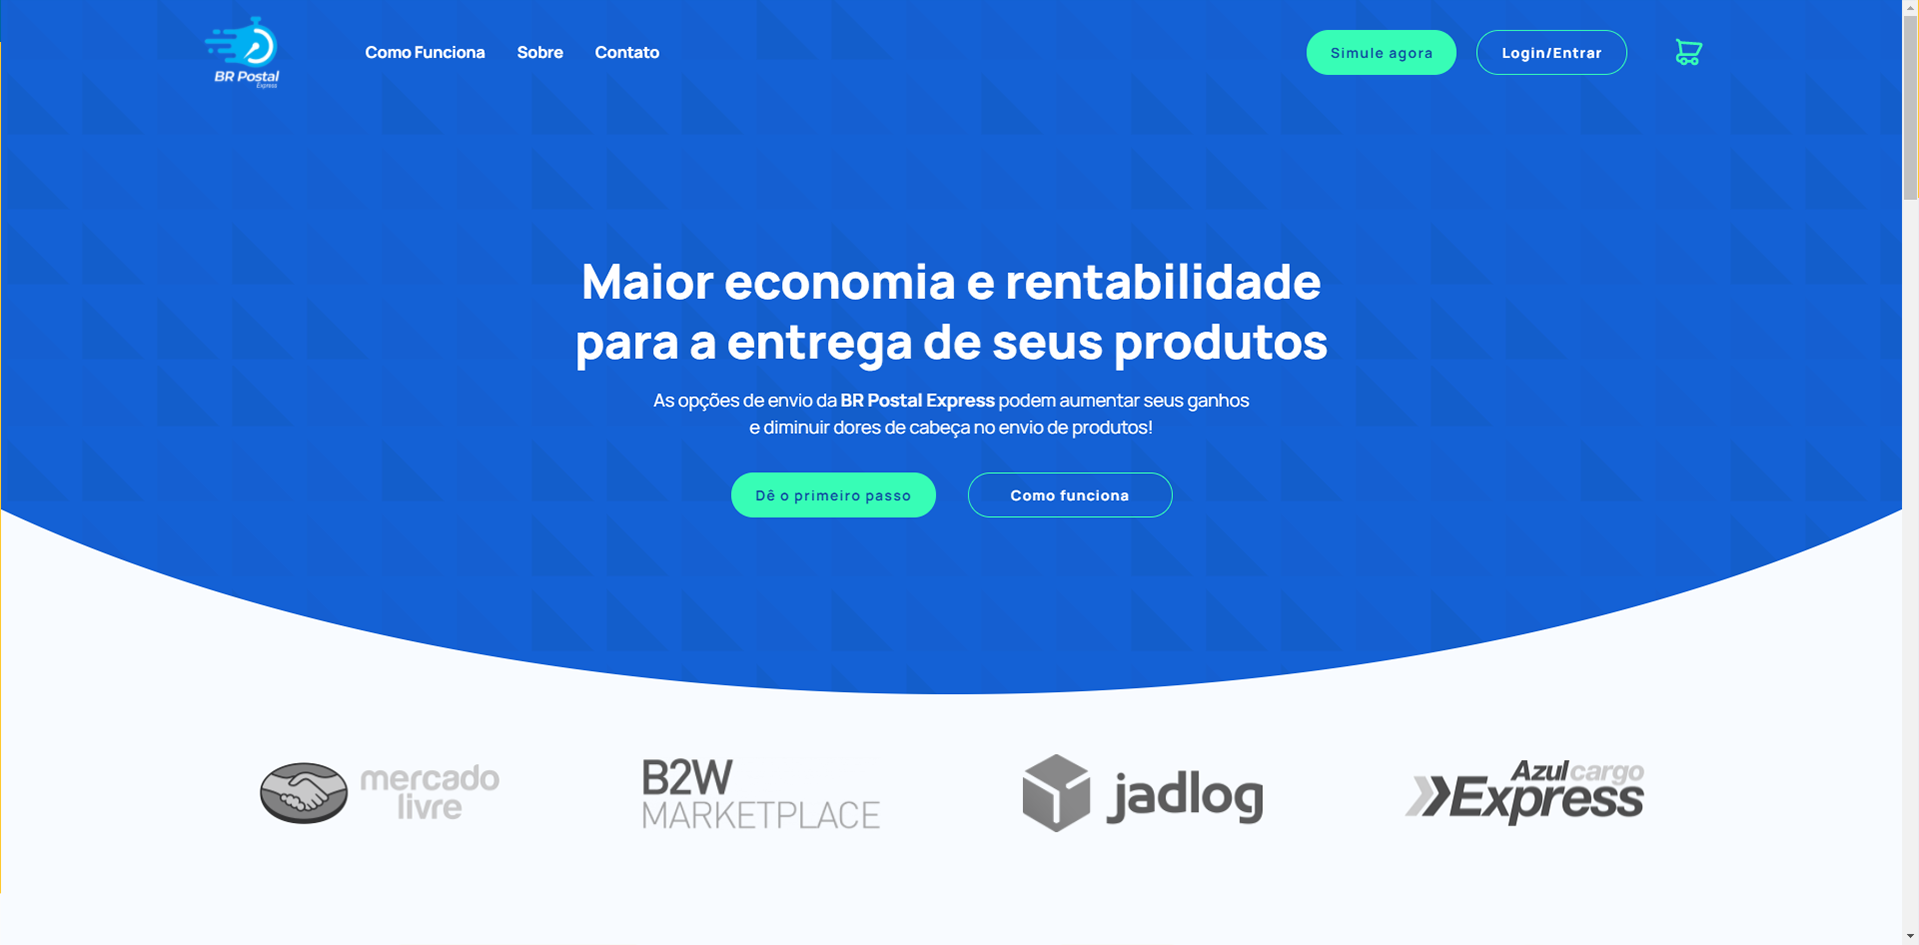 BR Postal
Express
Como Funciona
Sobre
Contato
Simule agora
Login/Entrar
Maior economia e rentabilidade
para a entrega de seus produtos
As opções de envio da BR Postal Express podem aumentar seus ganhos
e diminuir dores de cabeça no envio de produtos!
Dê o primeiro passo
Como funciona
mercado
livre
B2W
MARKETPLACE
jadlog
Azul cargo
Express